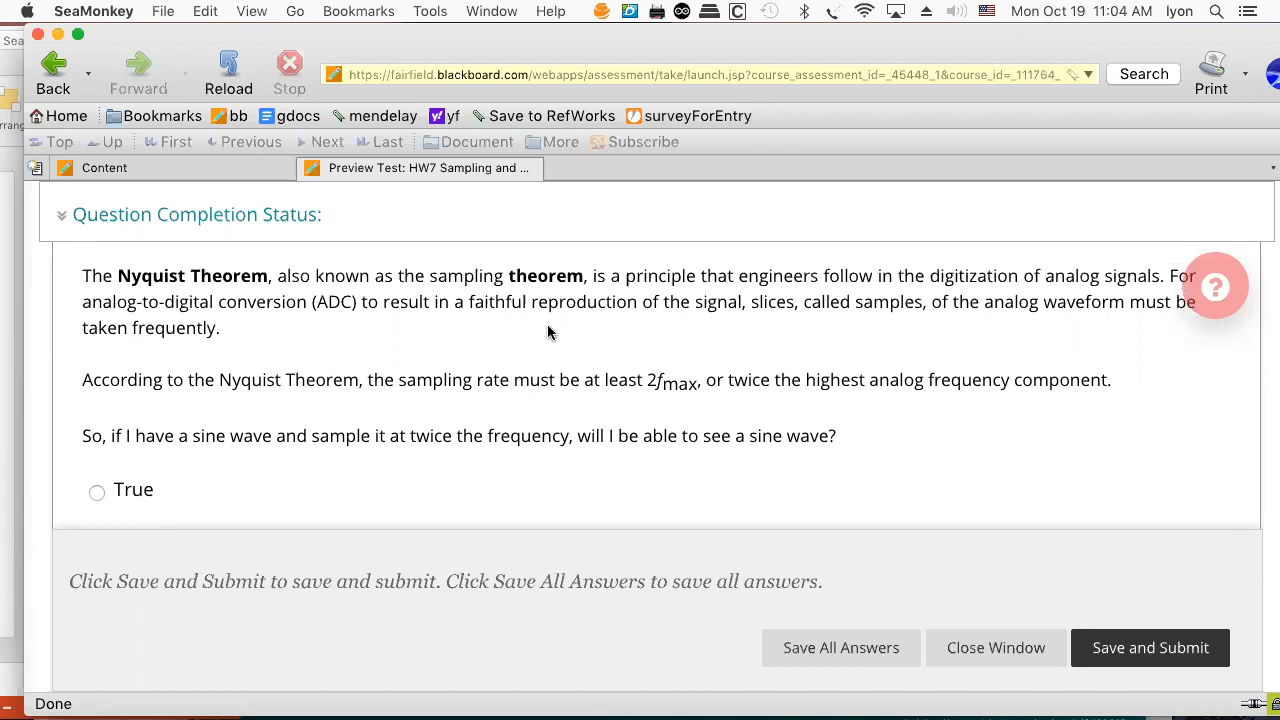 SeaMonkey File Edit View Go Bookmarks Tools Window Help Mon Oct 19 11:04 AM lyon
Sea
Back Forward Reload Stop https://fairfield.blackboard.com/webapps/assessment/take/launch.jsp?course_assessment_id=_45448_1&course_id=_111764_ Search Print
Home Bookmarks bb gdocs mendelay yf Save to RefWorks surveyForEntry
Top Up First Previous Next Last Document More Subscribe
Content Preview Test: HW7 Sampling and ...
Question Completion Status:
The Nyquist Theorem, also known as the sampling theorem, is a principle that engineers follow in the digitization of analog signals. For
analog-to-digital conversion (ADC) to result in a faithful reproduction of the signal, slices, called samples, of the analog waveform must be
taken frequently.
?
According to the Nyquist Theorem, the sampling rate must be at least 2fmax, or twice the highest analog frequency component.
So, if I have a sine wave and sample it at twice the frequency, will I be able to see a sine wave?
True
Click Save and Submit to save and submit. Click Save All Answers to save all answers.
Save All Answers Close Window Save and Submit
Done